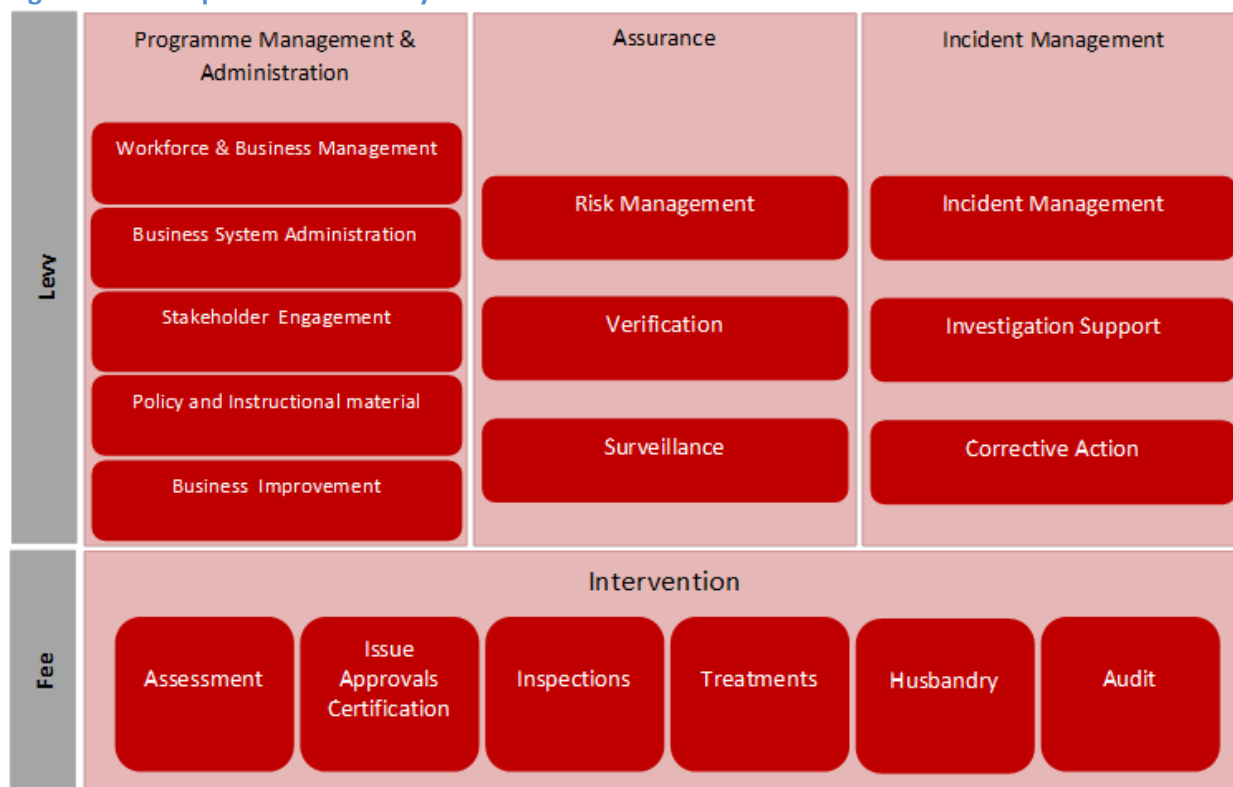 Programme Management &
Administration
Assurance
Incident Management
Levy
Workforce & Business Management
Business System Administration
Stakeholder Engagement
Policy and Instructional material
Business Improvement
Risk Management
Verification
Surveillance
Incident Management
Investigation Support
Corrective Action
Fee
Intervention
Assessment
Issue
Approvals
Certification
Inspections
Treatments
Husbandry
Audit